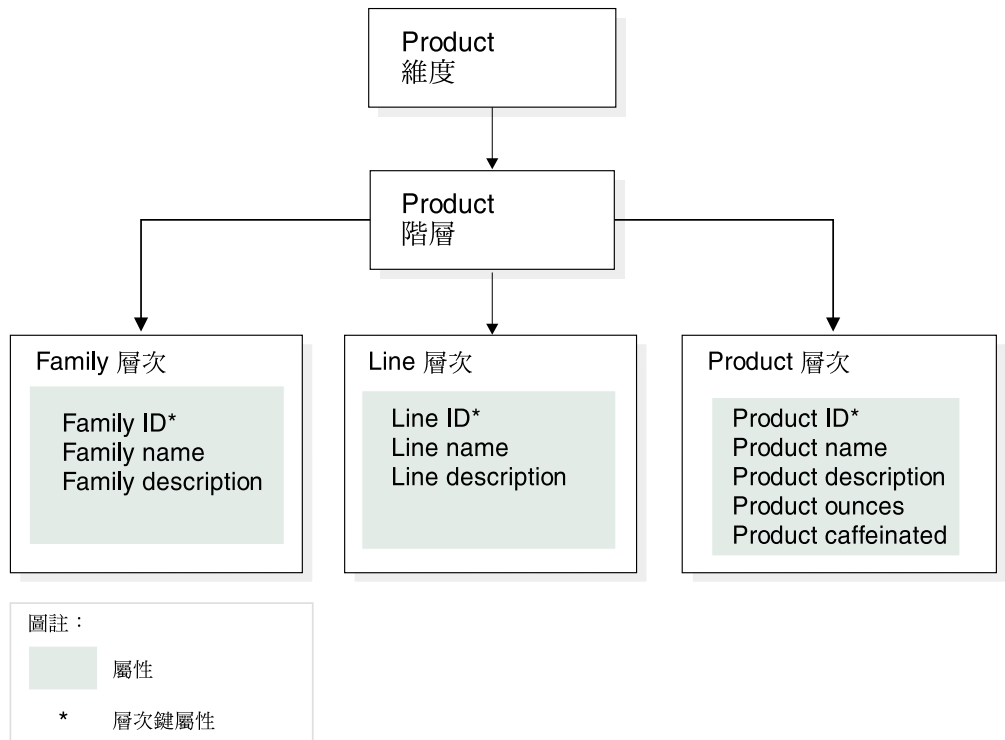 Product
維度
Product
階層
Family 層次
Family ID*
Family name
Family description
Line 層次
Line ID*
Line name
Line description
Product 層次
Product ID*
Product name
Product description
Product ounces
Product caffeinated
圖註：
屬性
* 層次鍵屬性